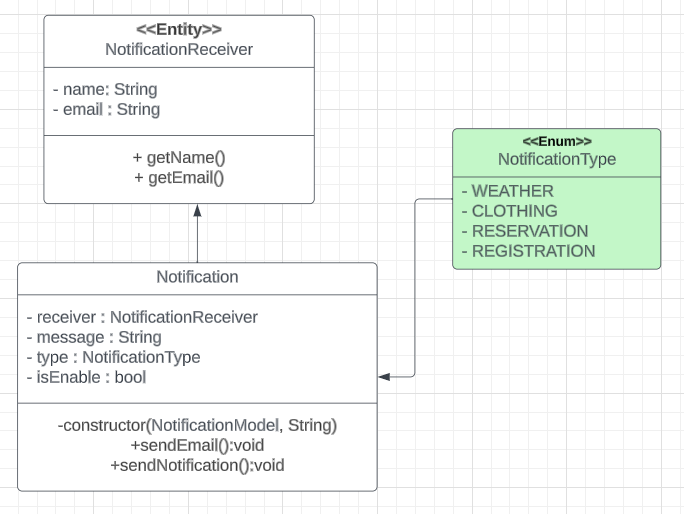 <<Entity>>
NotificationReceiver
- name: String
- email : String
+ getName()
+ getEmail()
<<Enum>>
NotificationType
- WEATHER
- CLOTHING
- RESERVATION
- REGISTRATION
Notification
- receiver : NotificationReceiver
- message : String
- type : NotificationType
- isEnable : bool
-constructor(NotificationModel, String)
+sendEmail():void
+sendNotification():void